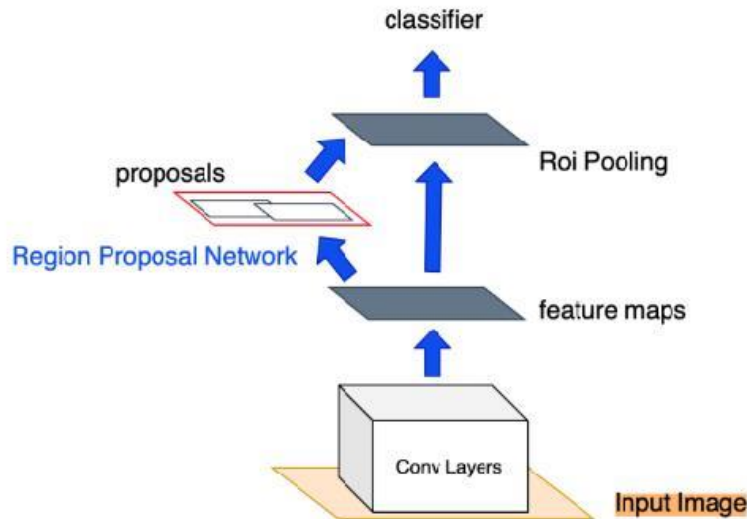 classifier
Roi Pooling
proposals
Region Proposal Network
feature maps
Conv Layers
Input Image